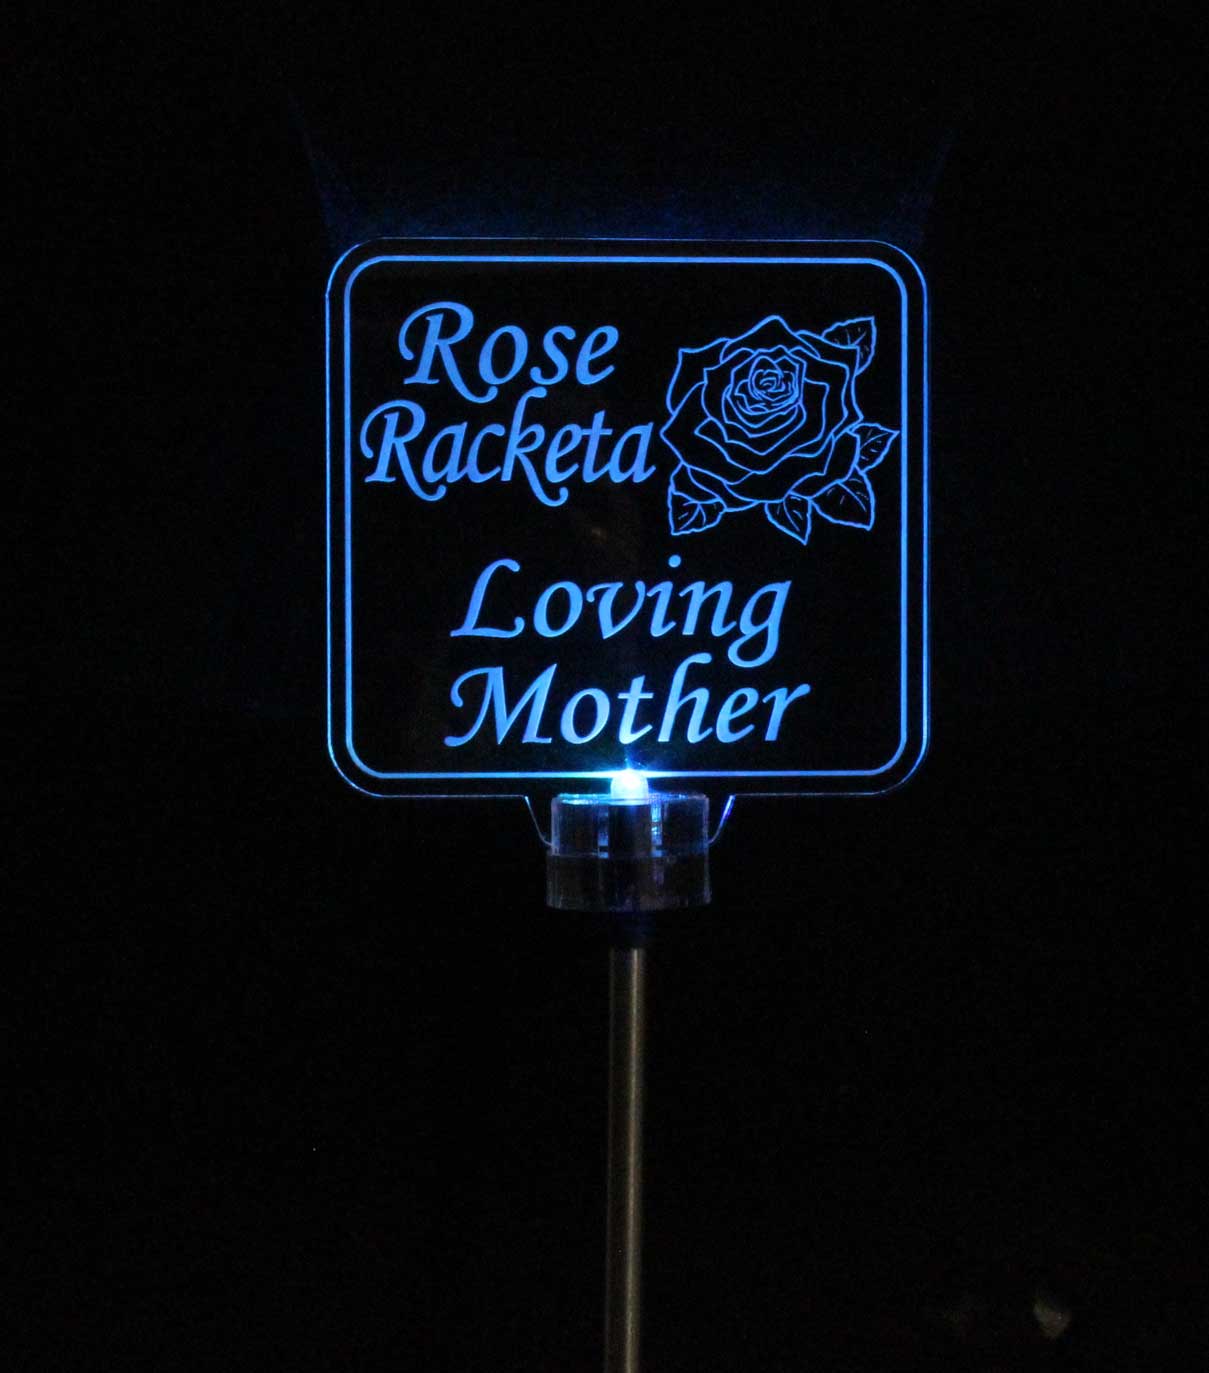 Rose
Racketa
Loving
Mother